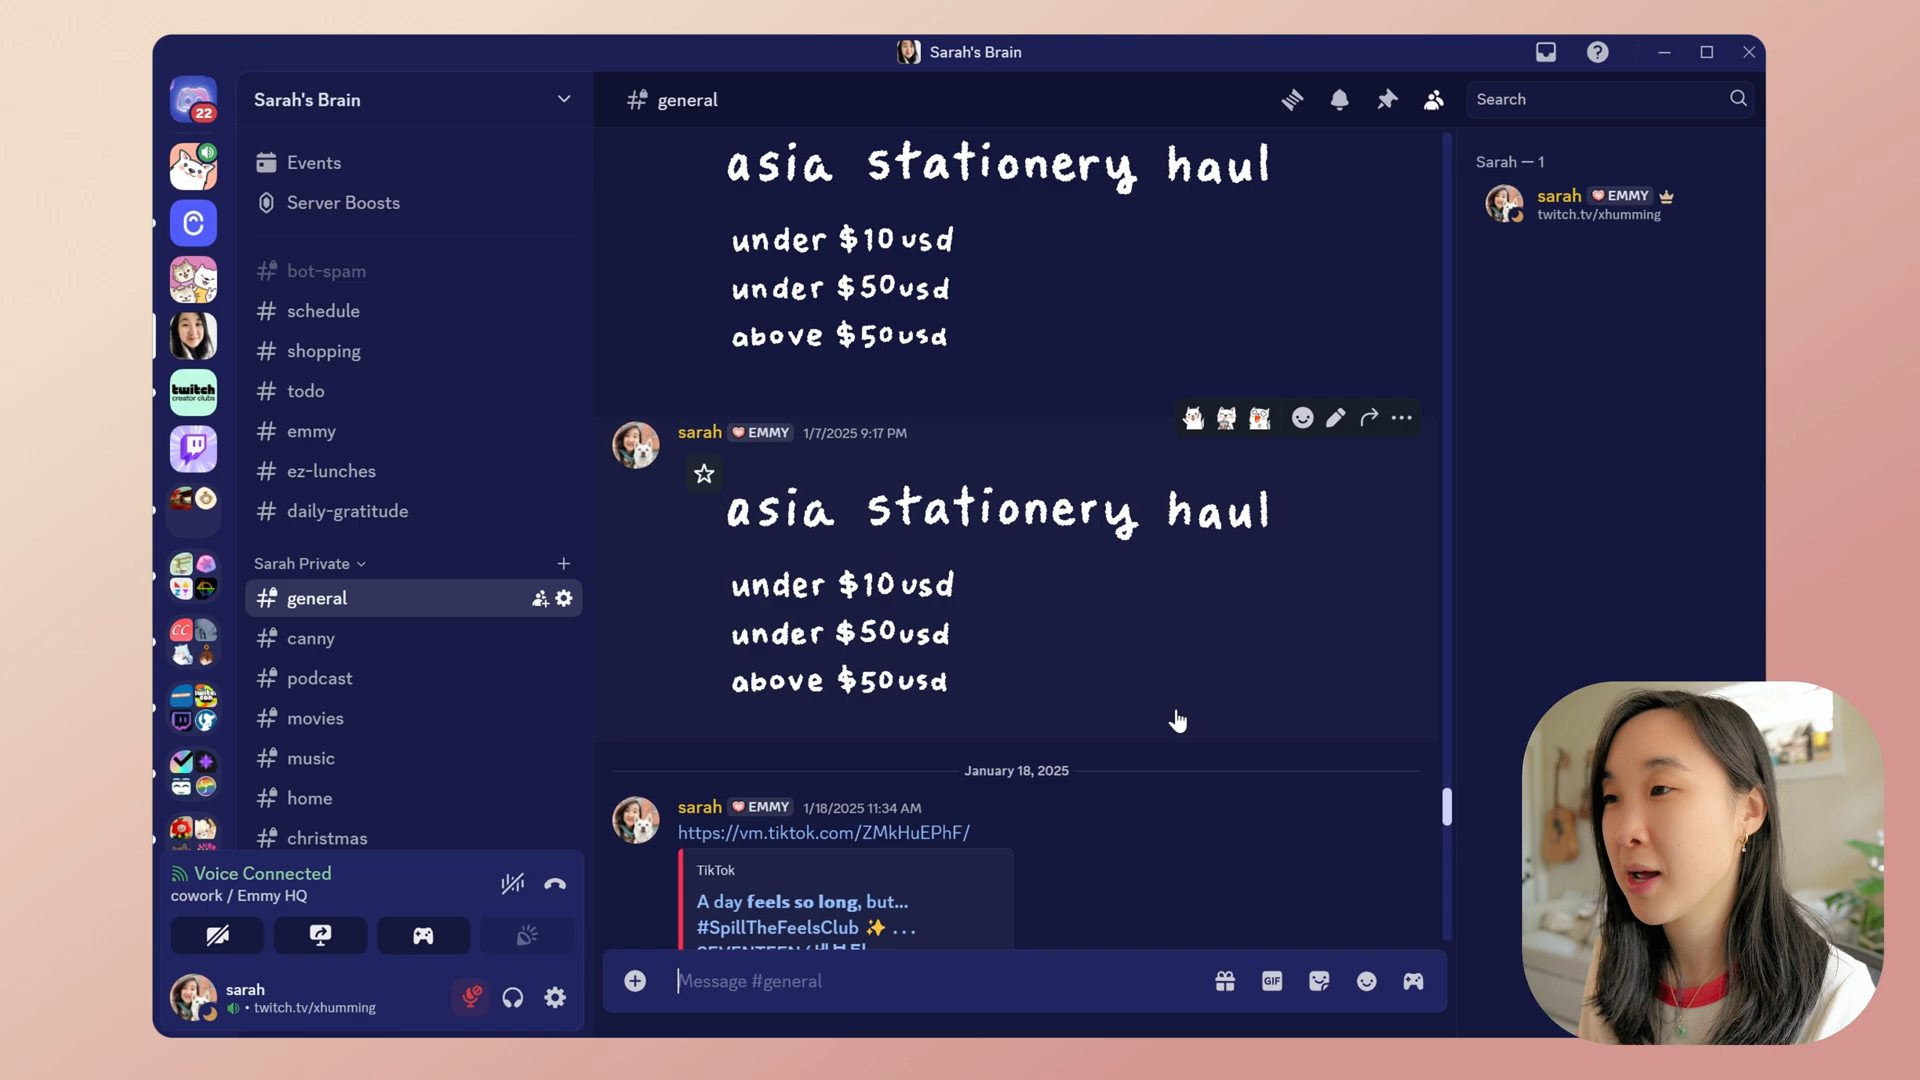 Sarah's Brain
22
Sarah's Brain
Events
Server Boosts
bot-spam
schedule
shopping
todo
emmy
ez-lunches
daily-gratitude
Sarah Private
general
canny
podcast
movies
music
home
christmas
Voice Connected
cowork / Emmy HQ
sarah
• twitch.tv/xhumming
twitch
creator clubs
CC
general
Search
asia stationery haul
under $10 usd
under $50 usd
above $50 usd
sarah EMMY 1/7/2025 9:17 PM
asia stationery haul
under $10 usd
under $50 usd
above $50 usd
January 18, 2025
sarah EMMY 1/18/2025 11:34 AM
https://vm.tiktok.com/ZMkHuEPhF/
TikTok
A day feels so long, but...
#SpillTheFeelsClub ✨ . . .
Message #general
GIF
Sarah — 1
sarah EMMY
twitch.tv/xhumming